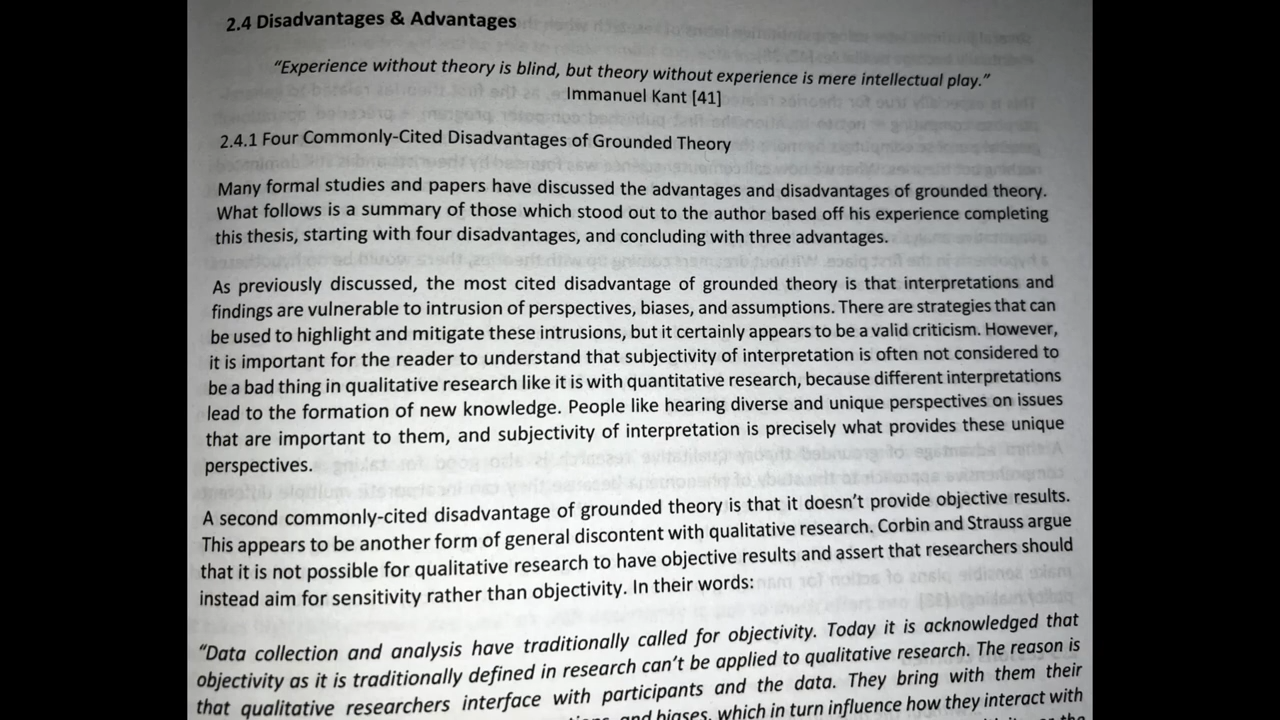 2.4 Disadvantages & Advantages
“Experience without theory is blind, but theory without experience is mere intellectual play.”
Immanuel Kant [41]
2.4.1 Four Commonly-Cited Disadvantages of Grounded Theory
Many formal studies and papers have discussed the advantages and disadvantages of grounded theory.
What follows is a summary of those which stood out to the author based off his experience completing
this thesis, starting with four disadvantages, and concluding with three advantages.
As previously discussed, the most cited disadvantage of grounded theory is that interpretations and
findings are vulnerable to intrusion of perspectives, biases, and assumptions. There are strategies that can
be used to highlight and mitigate these intrusions, but it certainly appears to be a valid criticism. However,
it is important for the reader to understand that subjectivity of interpretation is often not considered to
be a bad thing in qualitative research like it is with quantitative research, because different interpretations
lead to the formation of new knowledge. People like hearing diverse and unique perspectives on issues
that are important to them, and subjectivity of interpretation is precisely what provides these unique
perspectives.
A second commonly-cited disadvantage of grounded theory is that it doesn’t provide objective results.
This appears to be another form of general discontent with qualitative research. Corbin and Strauss argue
that it is not possible for qualitative research to have objective results and assert that researchers should
instead aim for sensitivity rather than objectivity. In their words:
“Data collection and analysis have traditionally called for objectivity. Today it is acknowledged that
objectivity as it is traditionally defined in research can’t be applied to qualitative research. The reason is
that qualitative researchers interface with participants and the data. They bring with them their
and biases, which in turn influence how they interact with